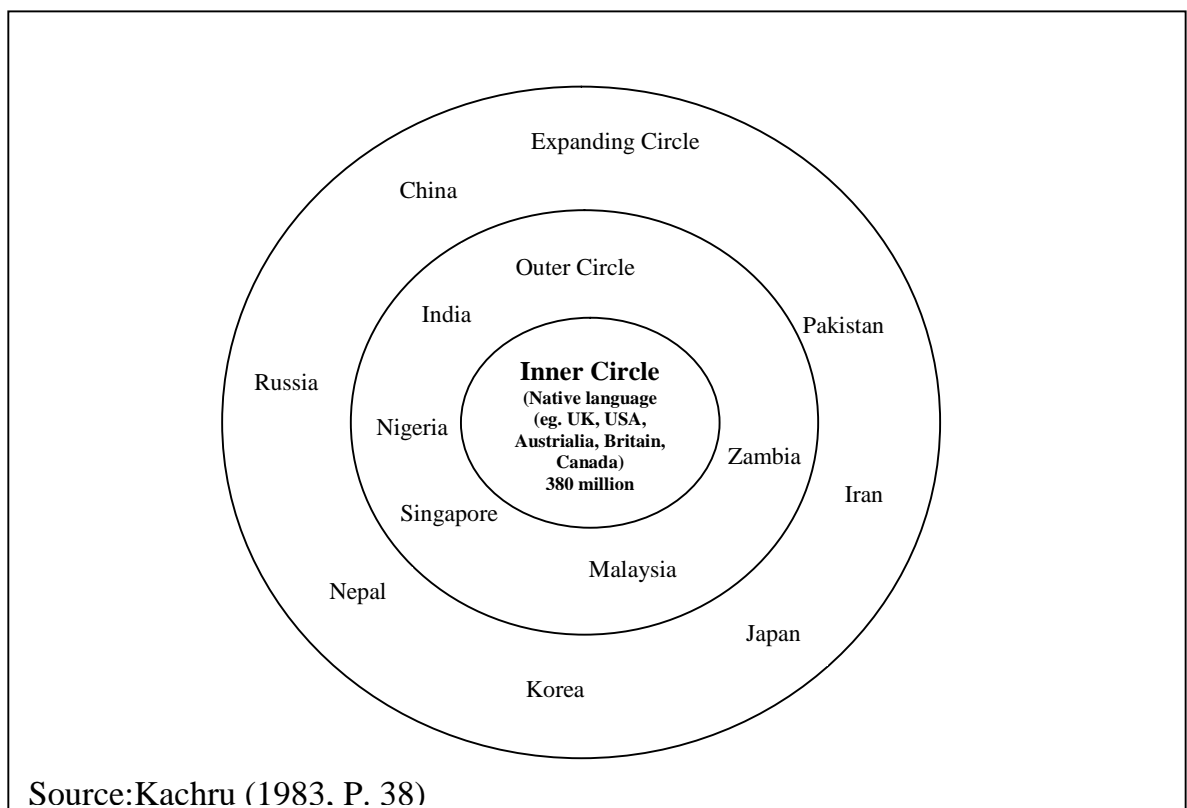 Expanding Circle
China
Outer Circle
India
Pakistan
Inner Circle
(Native language
(eg. UK, USA,
Austrialia, Britain,
Canada)
380 million
Russia
Nigeria
Zambia
Iran
Singapore
Malaysia
Nepal
Japan
Korea
Source:Kachru (1983, P. 38)